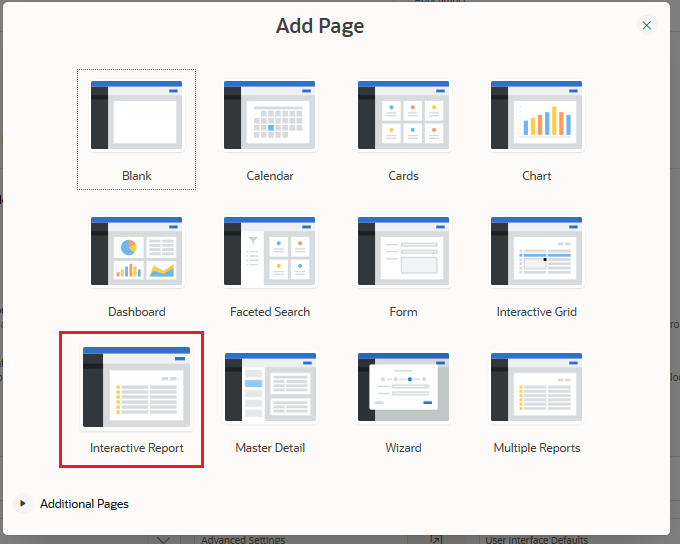 Add Page
Blank
Calendar
Cards
Chart
Dashboard
Faceted Search
Form
Interactive Grid
Interactive Report
Master Detail
Wizard
Multiple Reports
Additional Pages
Advanced Settings
User Interface Defaults